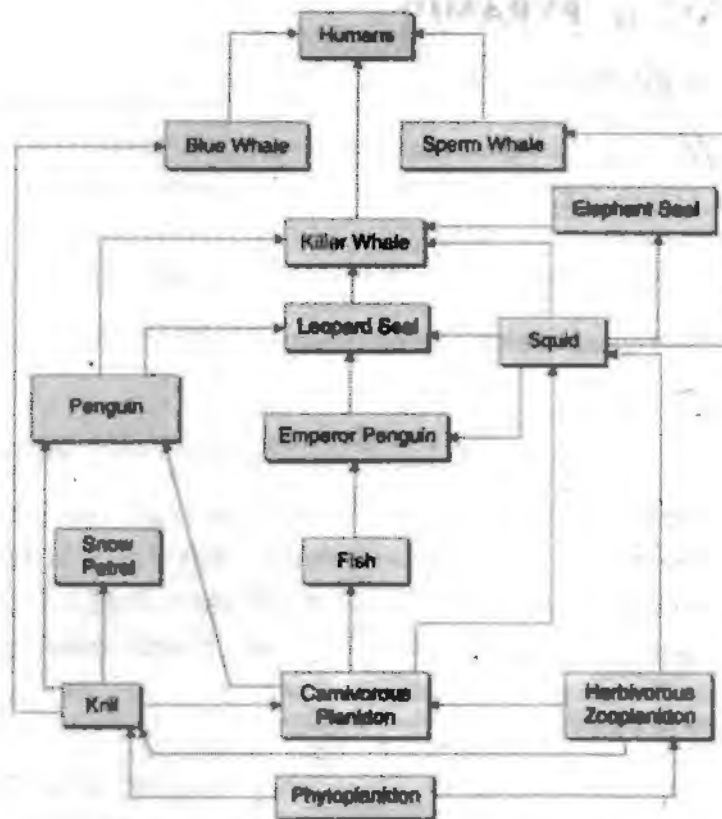 Humans
Blue Whale
Sperm Whale
Elephant Seal
Killer Whale
Leopard Seal
Squid
Penguin
Emperor Penguin
Snow
Petrel
Fish
Krill
Carnivorous
Plankton
Herbivorous
Zooplankton
Phytoplankton